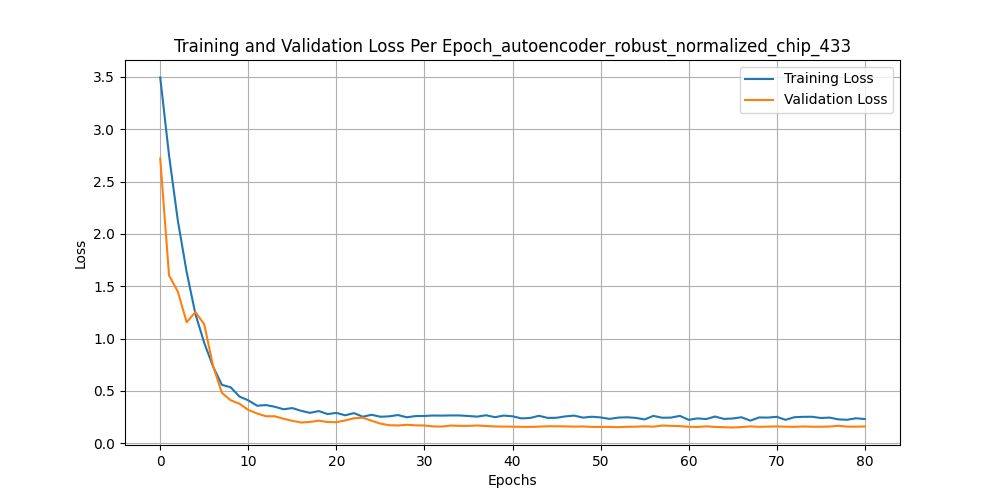 Training and Validation Loss Per Epoch_autoencoder_robust_normalized_chip_433
Training Loss
Validation Loss
3.5
3.0
2.5
2.0
1.5
1.0
0.5
0.0
Loss
0 10 20 30 40 50 60 70 80
Epochs